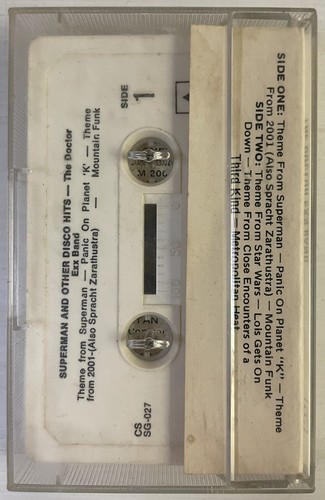 SIDE ONE: Theme From Superman — Panic On Planet "K" — Theme
From 2001 (Also Spracht Zarathustra) — Mountain Funk
SIDE TWO: Theme From Star Wars — Lois Gets On
Down — Theme From Close Encounters of a
Third Kind — Metropolitan Heat
SIDE
1
SUPERMAN AND OTHER DISCO HITS — The Doctor
Exx Band
Theme from Superman — Panic On Planet 'K' — Theme
from 2001-(Also Spracht Zarathustra) — Mountain Funk
CS
SG-027